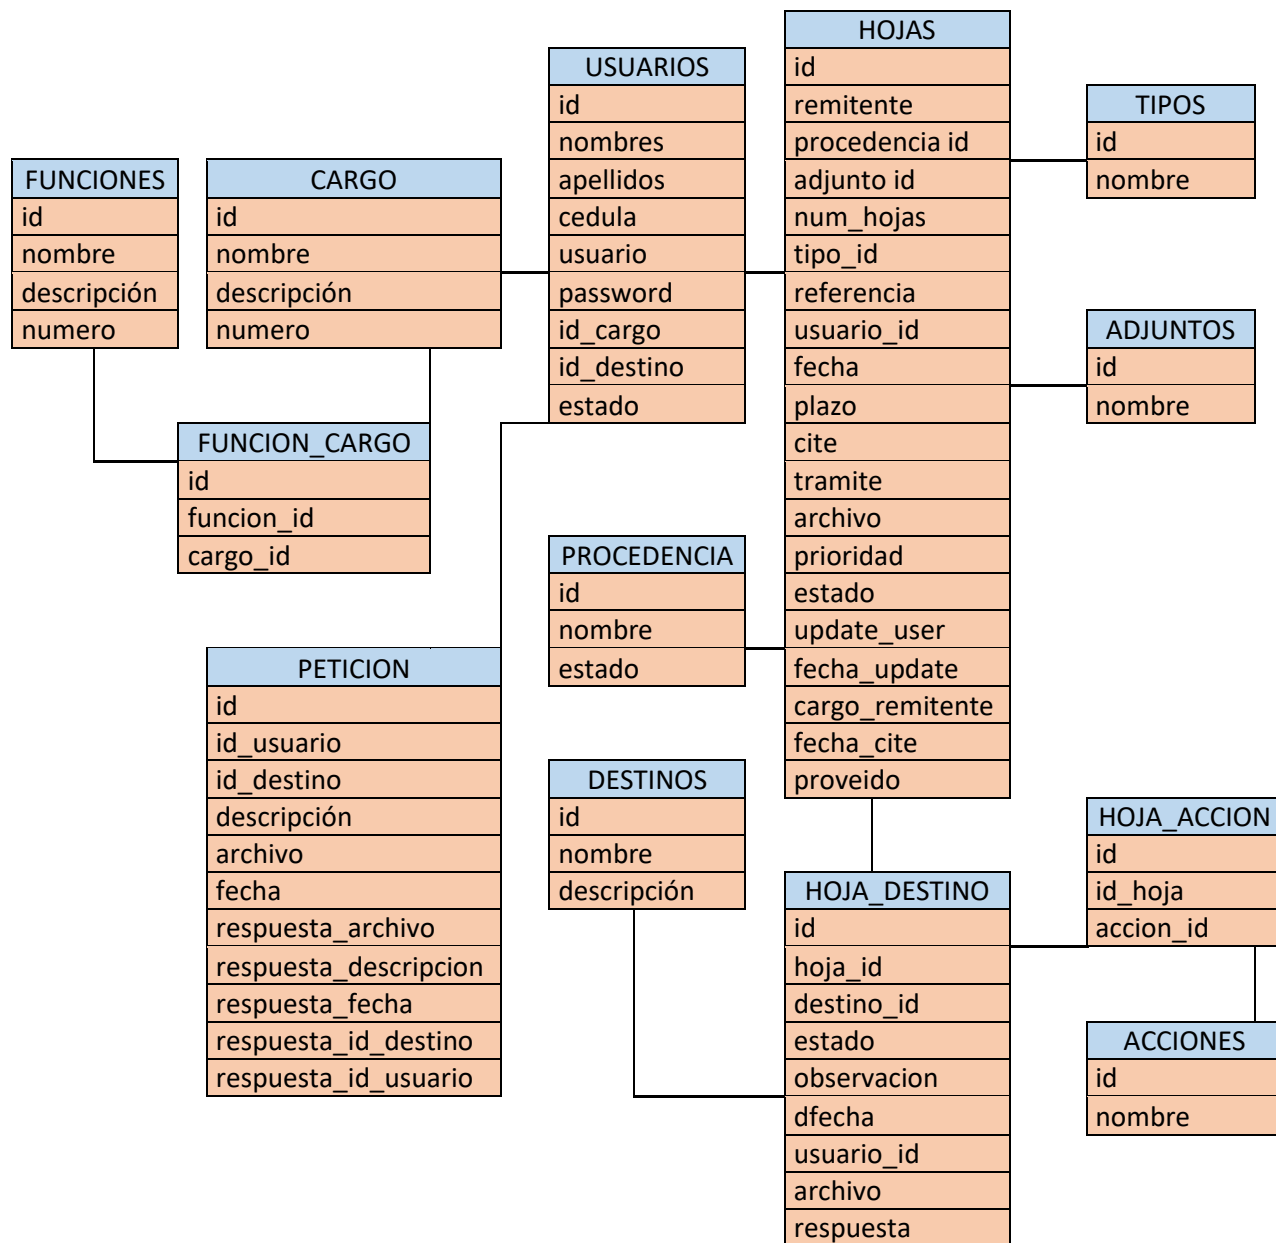 FUNCIONES
id
nombre
descripción
numero
CARGO
id
nombre
descripción
numero
FUNCION_CARGO
id
funcion_id
cargo_id
PETICION
id
id_usuario
id_destino
descripción
archivo
fecha
respuesta_archivo
respuesta_descripcion
respuesta_fecha
respuesta_id_destino
respuesta_id_usuario
USUARIOS
id
nombres
apellidos
cedula
usuario
password
id_cargo
id_destino
estado
PROCEDENCIA
id
nombre
estado
DESTINOS
id
nombre
descripción
HOJAS
id
remitente
procedencia id
adjunto id
num_hojas
tipo_id
referencia
usuario_id
fecha
plazo
cite
tramite
archivo
prioridad
estado
update_user
fecha_update
cargo_remitente
fecha_cite
proveido
HOJA_DESTINO
id
hoja_id
destino_id
estado
observacion
dfecha
usuario_id
archivo
respuesta
TIPOS
id
nombre
ADJUNTOS
id
nombre
HOJA_ACCION
id
id_hoja
accion_id
ACCIONES
id
nombre